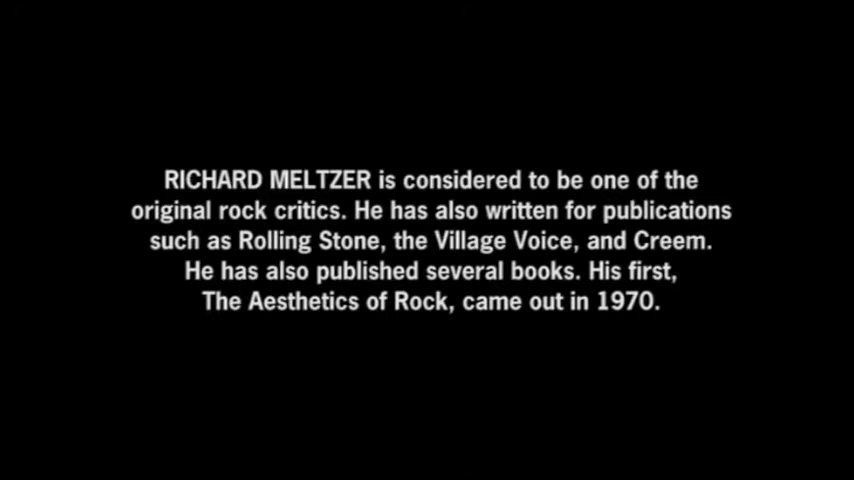 RICHARD MELTZER is considered to be one of the
original rock critics. He has also written for publications
such as Rolling Stone, the Village Voice, and Creem.
He has also published several books. His first,
The Aesthetics of Rock, came out in 1970.